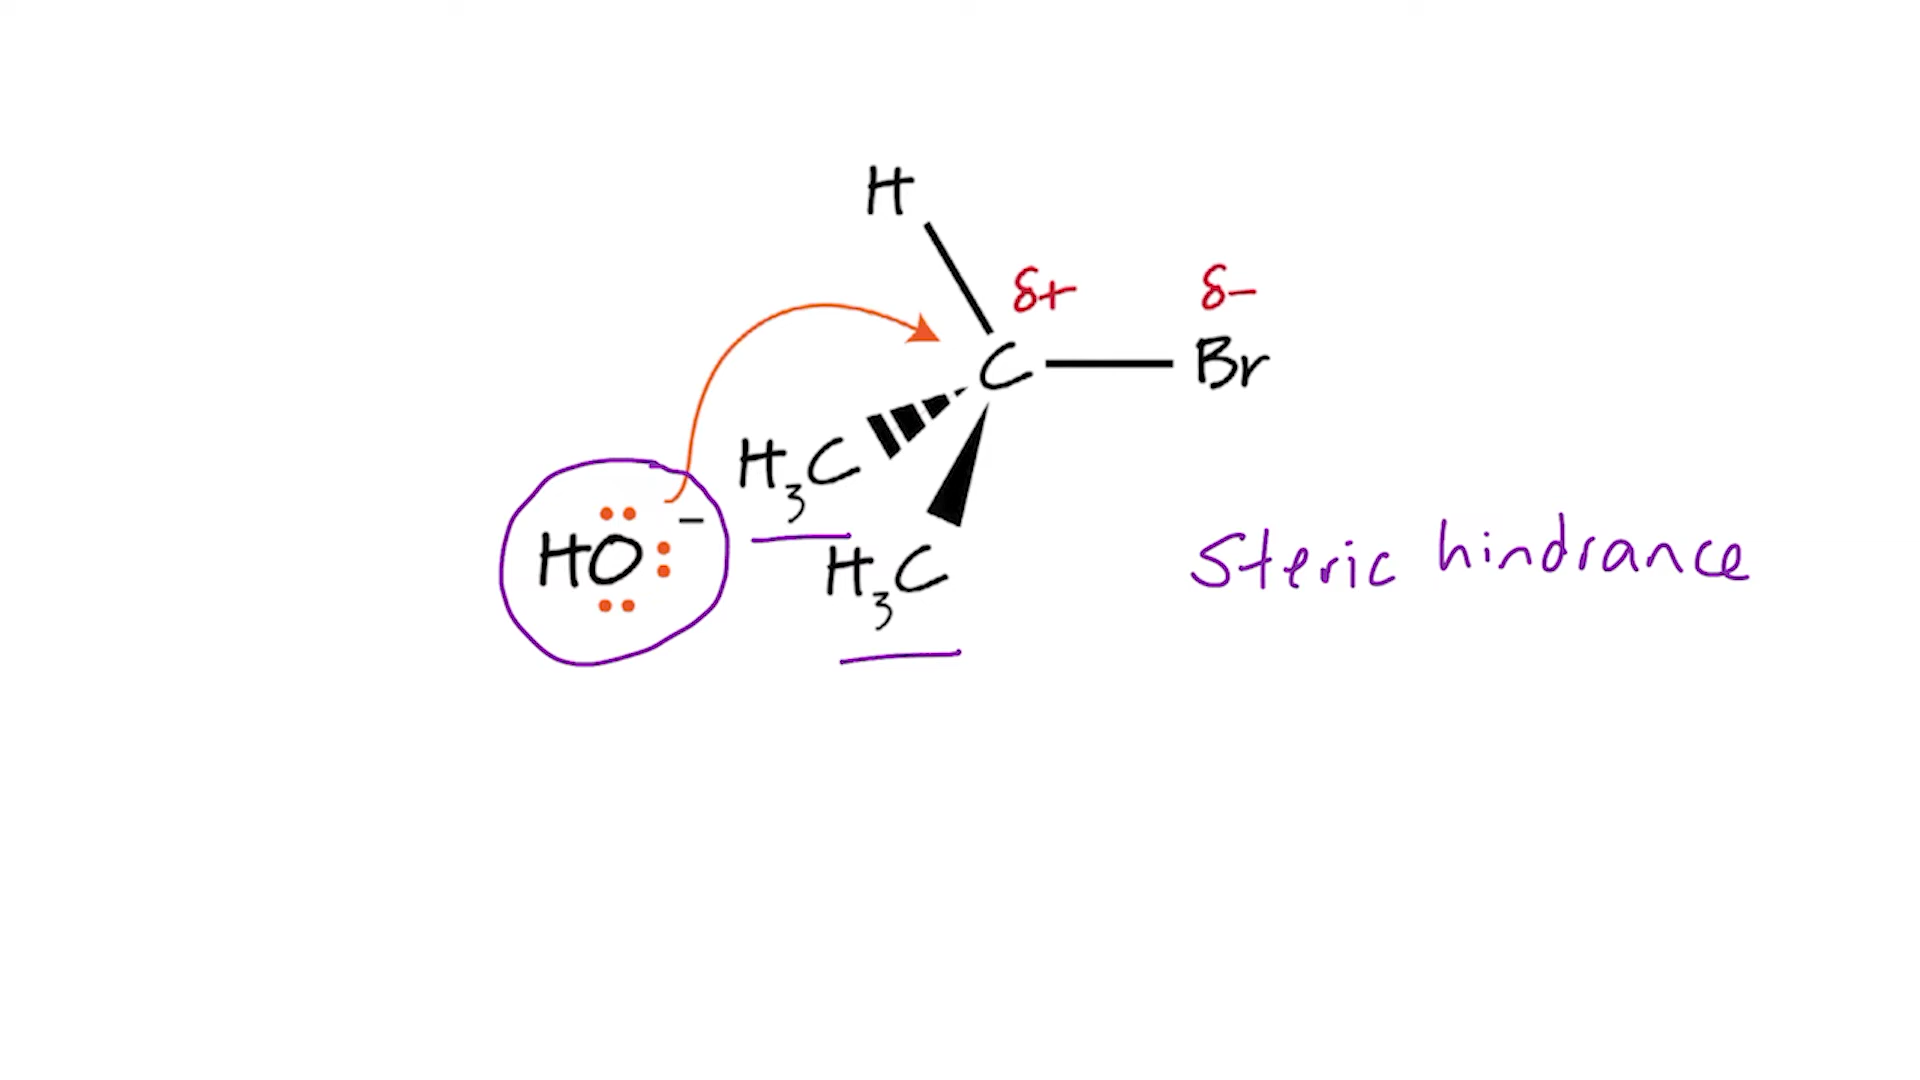 H
δ+ δ-
C Br
H₃C
HO -
H₃C
Steric hindrance